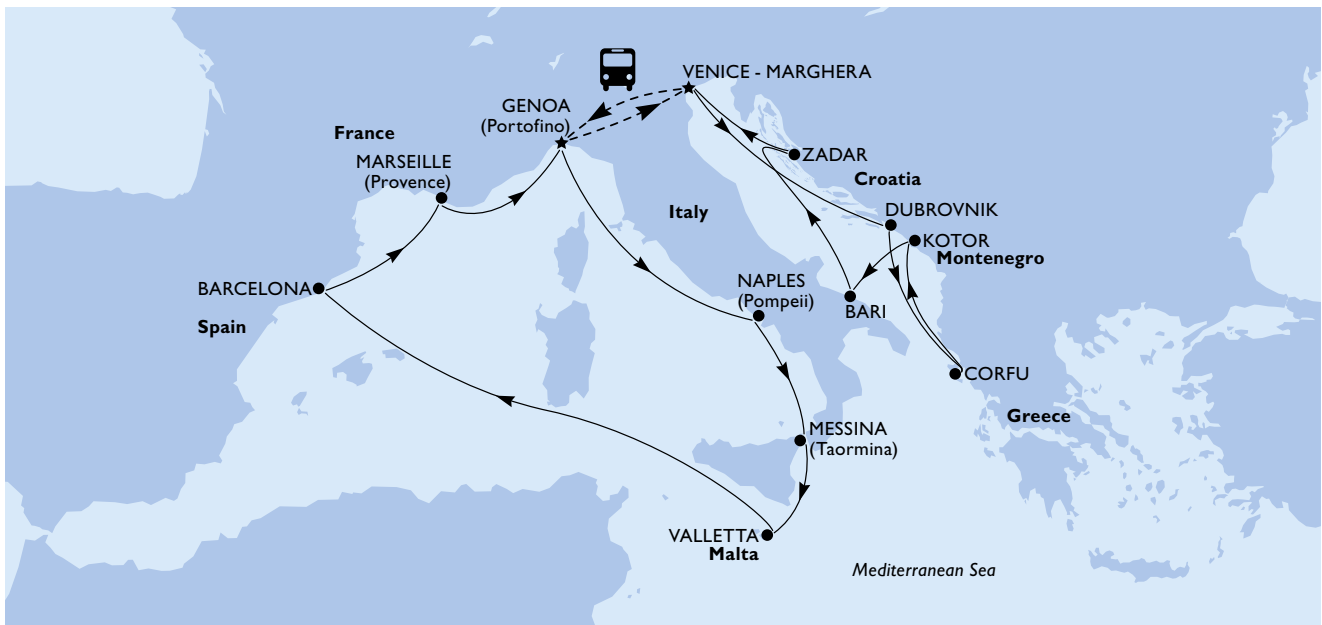 VENICE - MARGHERA
GENOA
(Portofino)
France
MARSEILLE
(Provence)
ZADAR
Croatia
Italy
DUBROVNIK
KOTOR
Montenegro
BARCELONA
NAPLES
(Pompeii)
BARI
Spain
CORFU
Greece
MESSINA
(Taormina)
VALLETTA
Malta
Mediterranean Sea